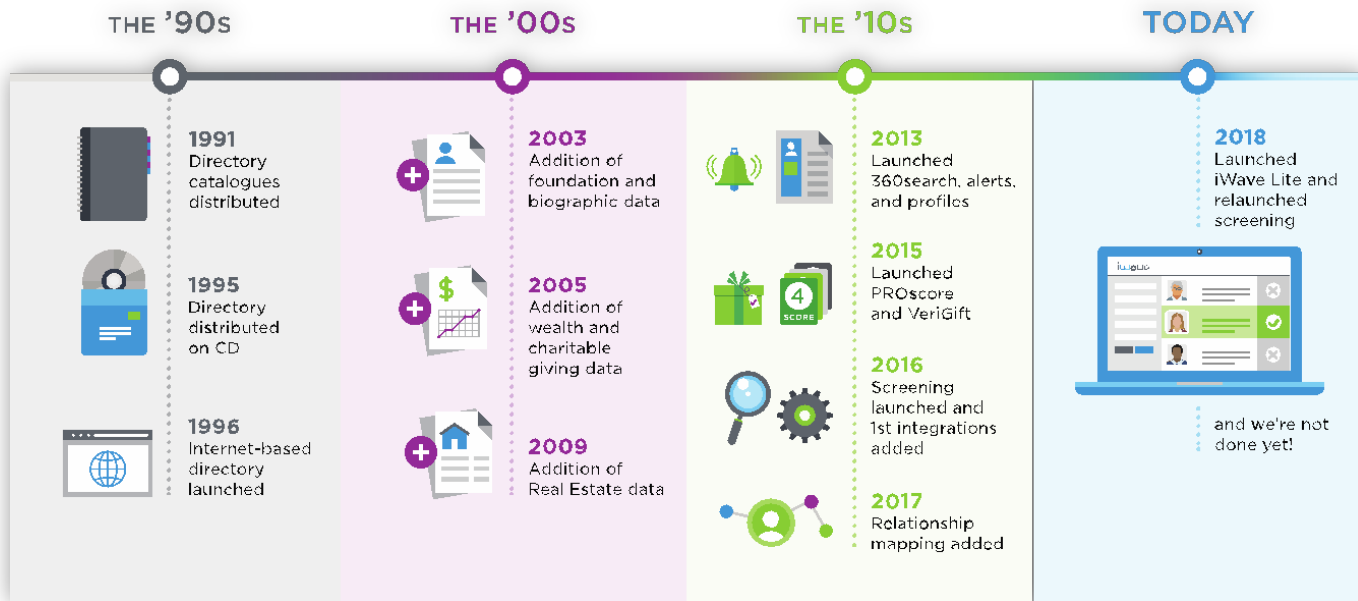 THE '90S
THE '00S
THE '10S
TODAY
1991
Directory
catalogues
distributed
1995
Directory
distributed
on CD
1996
Internet-based
directory
launched
2003
Addition of
foundation and
biographic data
$
2005
Addition of
wealth and
charitable
giving data
2009
Addition of
Real Estate data
2013
Launched
360search, alerts,
and profiles
4
SCORE
2015
Launched
PROscore
and VeriGift
2016
Screening
launched and
1st integrations
added
2017
Relationship
mapping added
2018
Launched
iWave Lite and
relaunched
screening
iwave
and we're not
done yet!